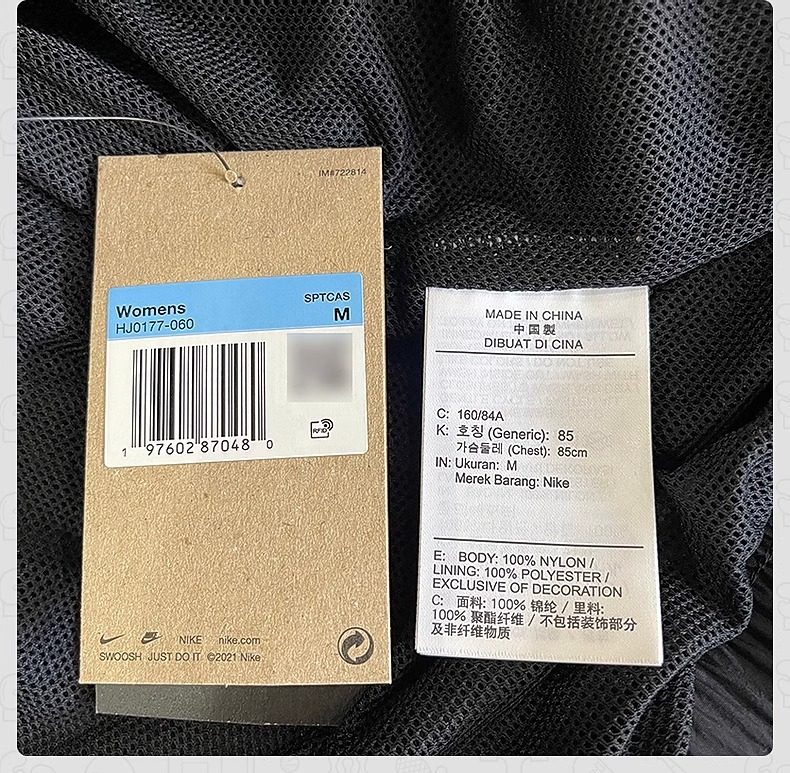 IM#722814
Womens
HJ0177-060
SPTCAS
M
RFID
1 97602 87048 0
NIKE nike.com
SWOOSH JUST DO IT ©2021 Nike
MADE IN CHINA
中国製
DIBUAT DI CINA
C: 160/84A
K: 호칭 (Generic): 85
가슴둘레 (Chest): 85cm
IN: Ukuran: M
Merek Barang: Nike
E: BODY: 100% NYLON /
LINING: 100% POLYESTER /
EXCLUSIVE OF DECORATION
C: 面料: 100% 锦纶 / 里料:
100% 聚酯纤维 / 不包括装饰部分
及非纤维物质